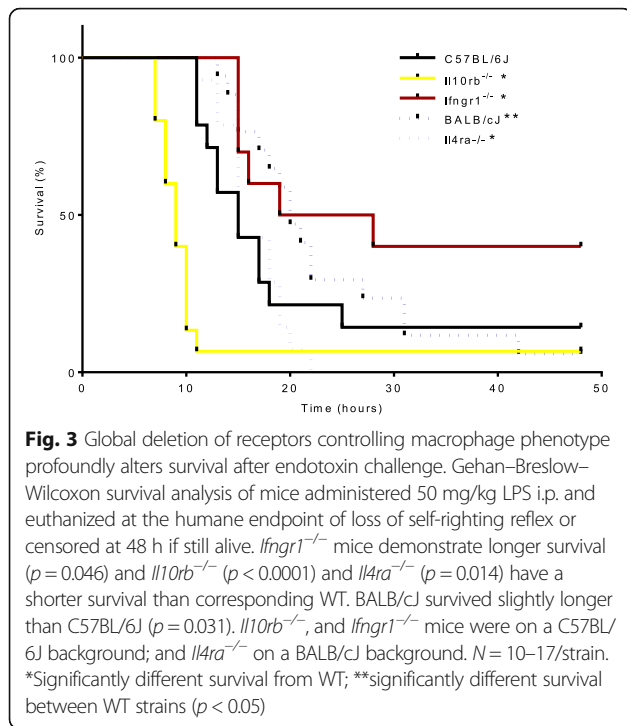 100
50
0
Survival (%)
C57BL/6J
Il10rb-/- *
Ifngr1-/- *
BALB/cJ **
Il4ra-/- *
0 10 20 30 40 50
Time (hours)
Fig. 3 Global deletion of receptors controlling macrophage phenotype
profoundly alters survival after endotoxin challenge. Gehan–Breslow–
Wilcoxon survival analysis of mice administered 50 mg/kg LPS i.p. and
euthanized at the humane endpoint of loss of self-righting reflex or
censored at 48 h if still alive. Ifngr1−/− mice demonstrate longer survival
(p = 0.046) and Il10rb−/− (p < 0.0001) and Il4ra−/− (p = 0.014) have a
shorter survival than corresponding WT. BALB/cJ survived slightly longer
than C57BL/6J (p = 0.031). Il10rb−/−, and Ifngr1−/− mice were on a C57BL/
6J background; and Il4ra−/− on a BALB/cJ background. N = 10–17/strain.
*Significantly different survival from WT; **significantly different survival
between WT strains (p < 0.05)